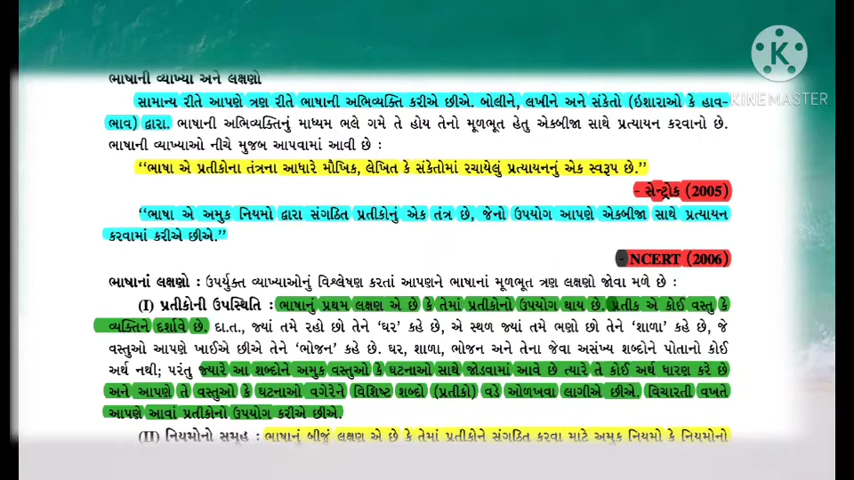 K
KINEMASTER
ભાષાની વ્યાખ્યા અને લક્ષણો
સામાન્ય રીતે આપણે ત્રણ રીતે ભાષાની અભિવ્યક્તિ કરીએ છીએ. બોલીને, લખીને અને સંકેતો (ઇશારાઓ કે હાવ-
ભાવ) દ્વારા. ભાષાની અભિવ્યક્તિનું માધ્યમ ભલે ગમે તે હોય તેનો મૂળભૂત હેતુ એકબીજા સાથે પ્રત્યાયન કરવાનો છે.
ભાષાની વ્યાખ્યાઓ નીચે મુજબ આપવામાં આવી છે :
‘‘ભાષા એ પ્રતીકોના તંત્રના આધારે મૌખિક, લેખિત કે સંકેતોમાં રચાયેલું પ્રત્યાયનનું એક સ્વરૂપ છે.’’
- સેન્ટ્રોક (2005)
‘‘ભાષા એ અમુક નિયમો દ્વારા સંગઠિત પ્રતીકોનું એક તંત્ર છે, જેનો ઉપયોગ આપણે એકબીજા સાથે પ્રત્યાયન
કરવામાં કરીએ છીએ.’’
- NCERT (2006)
ભાષાનાં લક્ષણો : ઉપર્યુક્ત વ્યાખ્યાઓનું વિશ્લેષણ કરતાં આપણને ભાષાનાં મૂળભૂત ત્રણ લક્ષણો જોવા મળે છે :
(I) પ્રતીકોની ઉપસ્થિતિ : ભાષાનું પ્રથમ લક્ષણ એ છે કે તેમાં પ્રતીકોનો ઉપયોગ થાય છે. પ્રતીક એ કોઈ વસ્તુ કે
વ્યક્તિને દર્શાવે છે. દા.ત., જ્યાં તમે રહો છો તેને ‘ઘર’ કહે છે, એ સ્થળ જ્યાં તમે ભણો છો તેને ‘શાળા’ કહે છે, જે
વસ્તુઓ આપણે ખાઈએ છીએ તેને ‘ભોજન’ કહે છે. ઘર, શાળા, ભોજન અને તેના જેવા અસંખ્ય શબ્દોને પોતાનો કોઈ
અર્થ નથી; પરંતુ જ્યારે આ શબ્દોને અમુક વસ્તુઓ કે ઘટનાઓ સાથે જોડવામાં આવે છે ત્યારે તે કોઈ અર્થ ધારણ કરે છે
અને આપણે તે વસ્તુઓ કે ઘટનાઓ વગેરેને વિશિષ્ટ શબ્દો (પ્રતીકો) વડે ઓળખવા લાગીએ છીએ. વિચારતી વખતે
આપણે આવાં પ્રતીકોનો ઉપયોગ કરીએ છીએ.
(II) નિયમોનો સમૂહ : ભાષાનું બીજું લક્ષણ એ છે કે તેમાં પ્રતીકોને સંગઠિત કરવા માટે અમુક નિયમો કે નિયમોનો